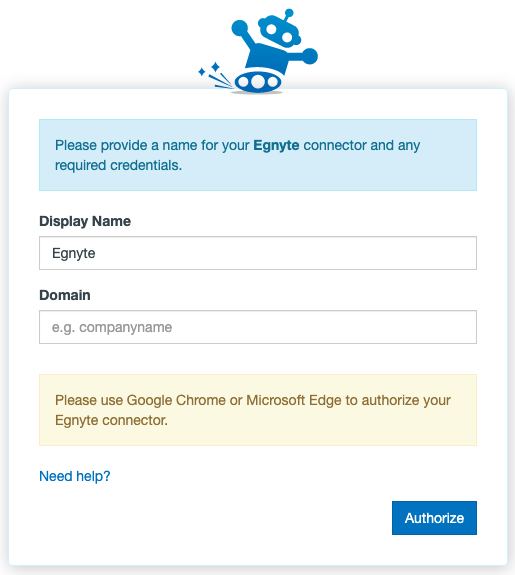 Please provide a name for your Egnyte connector and any
required credentials.
Display Name
Egnyte
Domain
e.g. companyname
Please use Google Chrome or Microsoft Edge to authorize your
Egnyte connector.
Need help?
Authorize